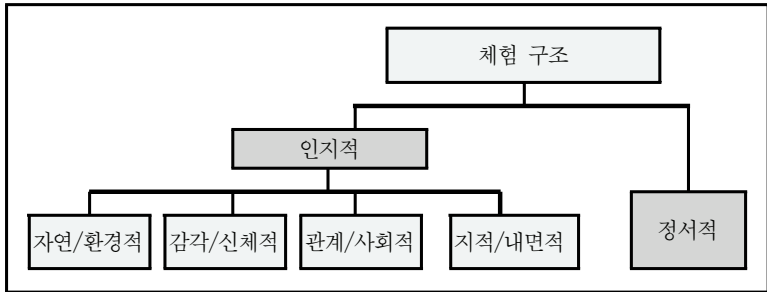 체험 구조
인지적
정서적
자연/환경적
감각/신체적
관계/사회적
지적/내면적